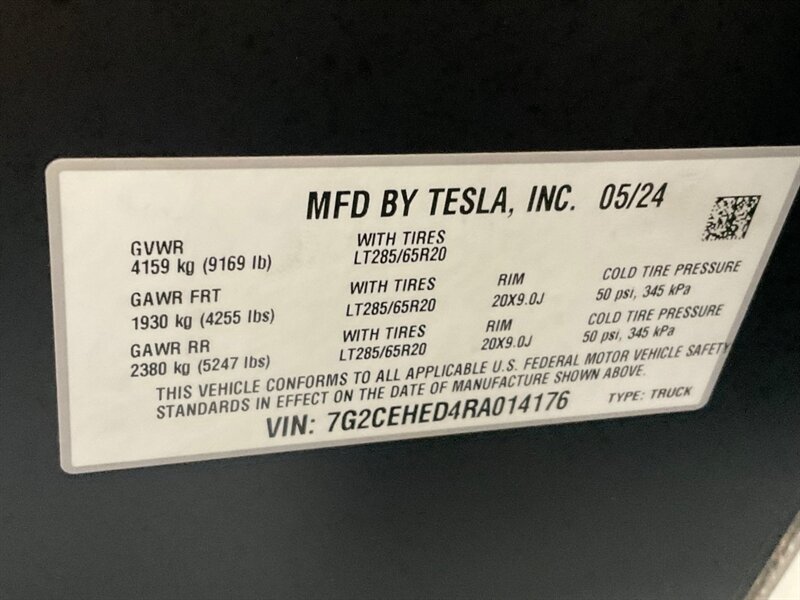 MFD BY TESLA, INC. 05/24
GVWR WITH TIRES
4159 kg (9169 lb) LT285/65R20
GAWR FRT WITH TIRES RIM COLD TIRE PRESSURE
1930 kg (4255 lbs) LT285/65R20 20X9.0J 50 psi, 345 kPa
GAWR RR WITH TIRES RIM COLD TIRE PRESSURE
2380 kg (5247 lbs) LT285/65R20 20X9.0J 50 psi, 345 kPa
THIS VEHICLE CONFORMS TO ALL APPLICABLE U.S. FEDERAL MOTOR VEHICLE SAFETY
STANDARDS IN EFFECT ON THE DATE OF MANUFACTURE SHOWN ABOVE.
VIN: 7G2CEHED4RA014176 TYPE: TRUCK